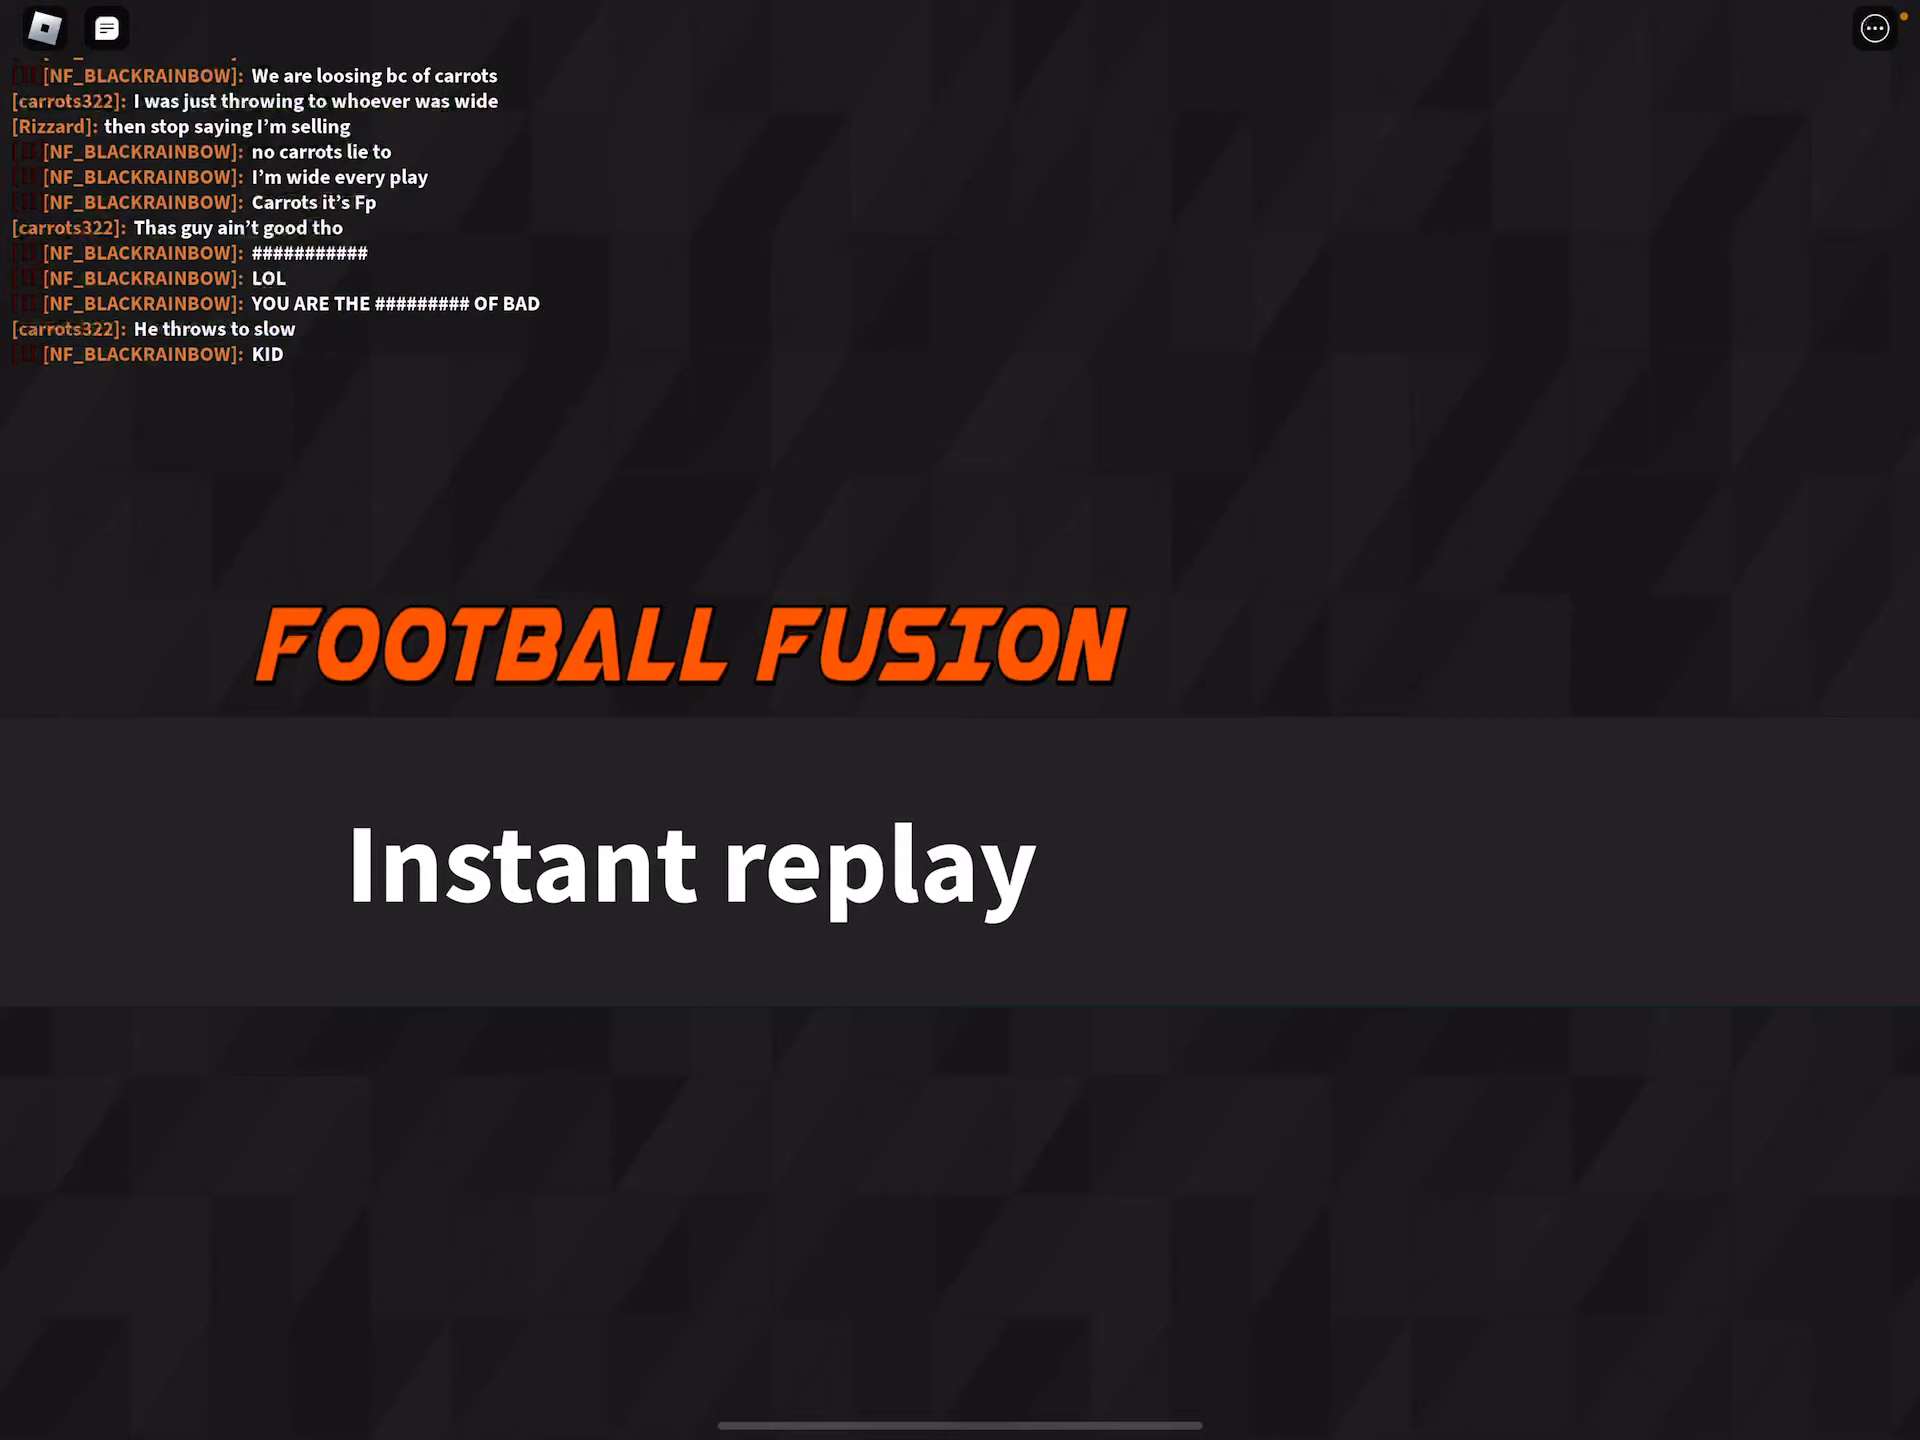 [NF_BLACKRAINBOW]: We are loosing bc of carrots
[carrots322]: I was just throwing to whoever was wide
[Rizzard]: then stop saying I’m selling
[NF_BLACKRAINBOW]: no carrots lie to
[NF_BLACKRAINBOW]: I’m wide every play
[NF_BLACKRAINBOW]: Carrots it’s Fp
[carrots322]: Thas guy ain’t good tho
[NF_BLACKRAINBOW]: ###########
[NF_BLACKRAINBOW]: LOL
[NF_BLACKRAINBOW]: YOU ARE THE ######### OF BAD
[carrots322]: He throws to slow
[NF_BLACKRAINBOW]: KID
FOOTBALL FUSION
Instant replay